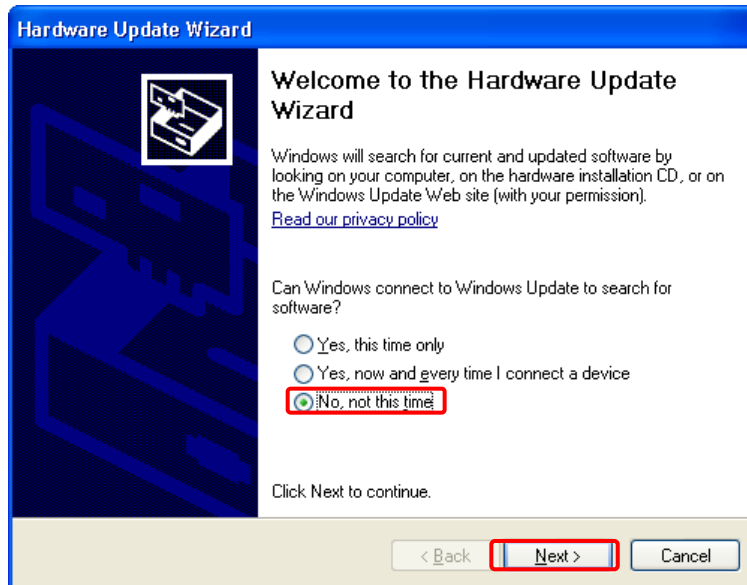 Hardware Update Wizard
Welcome to the Hardware Update
Wizard
Windows will search for current and updated software by
looking on your computer, on the hardware installation CD, or on
the Windows Update Web site (with your permission).
Read our privacy policy
Can Windows connect to Windows Update to search for
software?
Yes, this time only
Yes, now and every time I connect a device
No, not this time
Click Next to continue.
< Back Next > Cancel